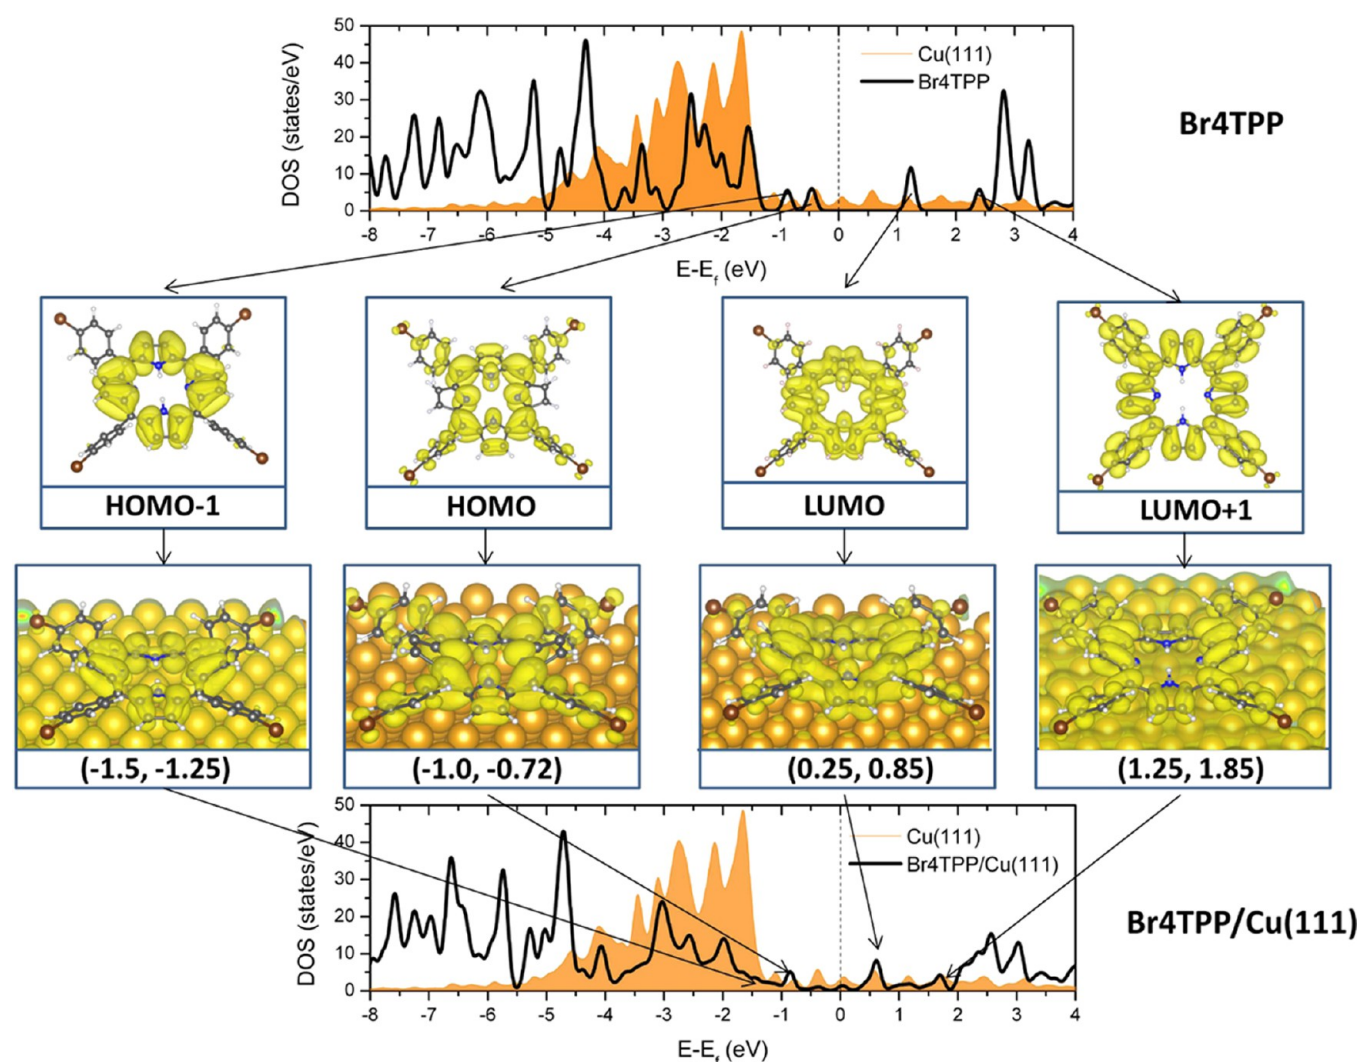 50
40
30
20
10
0
DOS (states/eV)
Cu(111)
Br4TPP
-8 -7 -6 -5 -4 -3 -2 -1 0 1 2 3 4
E-E_f (eV)
Br4TPP
HOMO-1
HOMO
LUMO
LUMO+1
(-1.5, -1.25)
(-1.0, -0.72)
(0.25, 0.85)
(1.25, 1.85)
50
40
30
20
10
0
DOS (states/eV)
Cu(111)
Br4TPP/Cu(111)
-8 -7 -6 -5 -4 -3 -2 -1 0 1 2 3 4
E-E_f (eV)
Br4TPP/Cu(111)